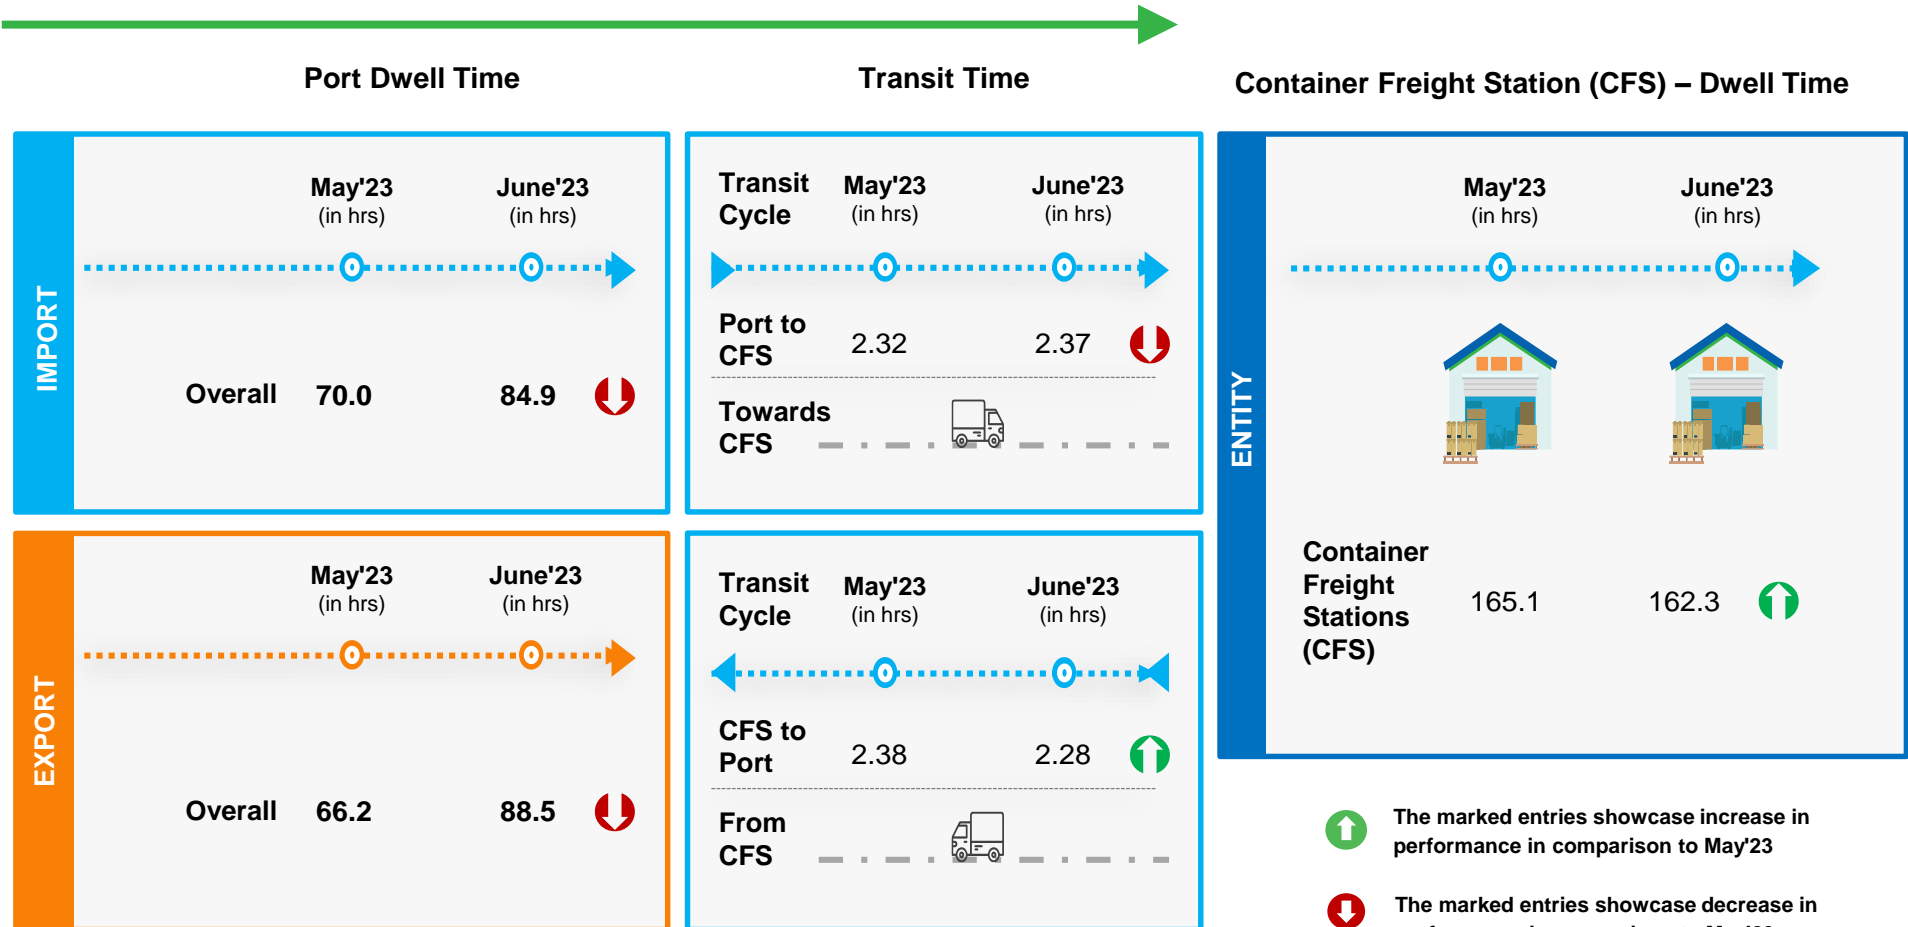 Port Dwell Time
Transit Time
Container Freight Station (CFS) – Dwell Time
IMPORT
May'23
(in hrs)
June'23
(in hrs)
Overall 70.0 84.9
Transit
Cycle
May'23
(in hrs)
June'23
(in hrs)
Port to
CFS
2.32 2.37
Towards
CFS
ENTITY
May'23
(in hrs)
June'23
(in hrs)
Container
Freight
Stations
(CFS)
165.1 162.3
EXPORT
May'23
(in hrs)
June'23
(in hrs)
Overall 66.2 88.5
Transit
Cycle
May'23
(in hrs)
June'23
(in hrs)
CFS to
Port
2.38 2.28
From
CFS
The marked entries showcase increase in
performance in comparison to May'23
The marked entries showcase decrease in